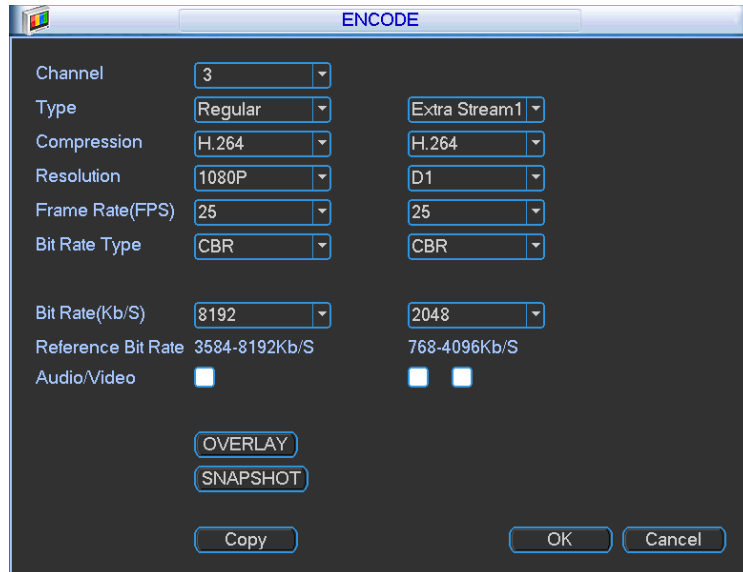 ENCODE
Channel 3
Type Regular Extra Stream1
Compression H.264 H.264
Resolution 1080P D1
Frame Rate(FPS) 25 25
Bit Rate Type CBR CBR
Bit Rate(Kb/S) 8192 2048
Reference Bit Rate 3584-8192Kb/S 768-4096Kb/S
Audio/Video
OVERLAY
SNAPSHOT
Copy OK Cancel